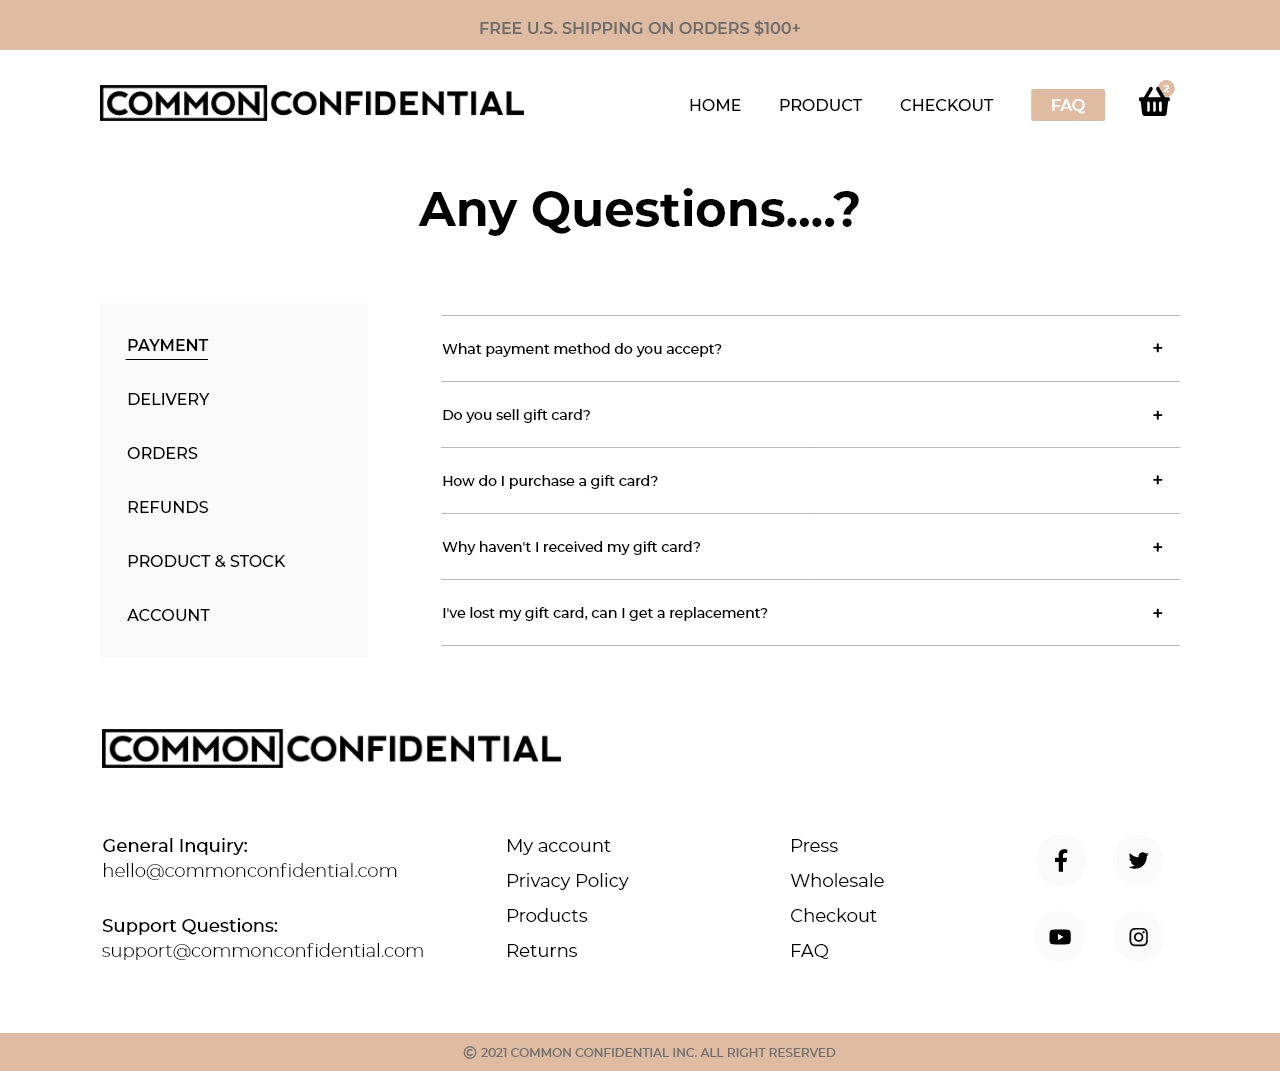 FREE U.S. SHIPPING ON ORDERS $100+
COMMON CONFIDENTIAL
HOME PRODUCT CHECKOUT FAQ 2
Any Questions....?
PAYMENT
DELIVERY
ORDERS
REFUNDS
PRODUCT & STOCK
ACCOUNT
What payment method do you accept? +
Do you sell gift card? +
How do I purchase a gift card? +
Why haven't I received my gift card? +
I've lost my gift card, can I get a replacement? +
COMMON CONFIDENTIAL
General Inquiry:
hello@commonconfidential.com
Support Questions:
support@commonconfidential.com
My account
Privacy Policy
Products
Returns
Press
Wholesale
Checkout
FAQ
© 2021 COMMON CONFIDENTIAL INC. ALL RIGHT RESERVED